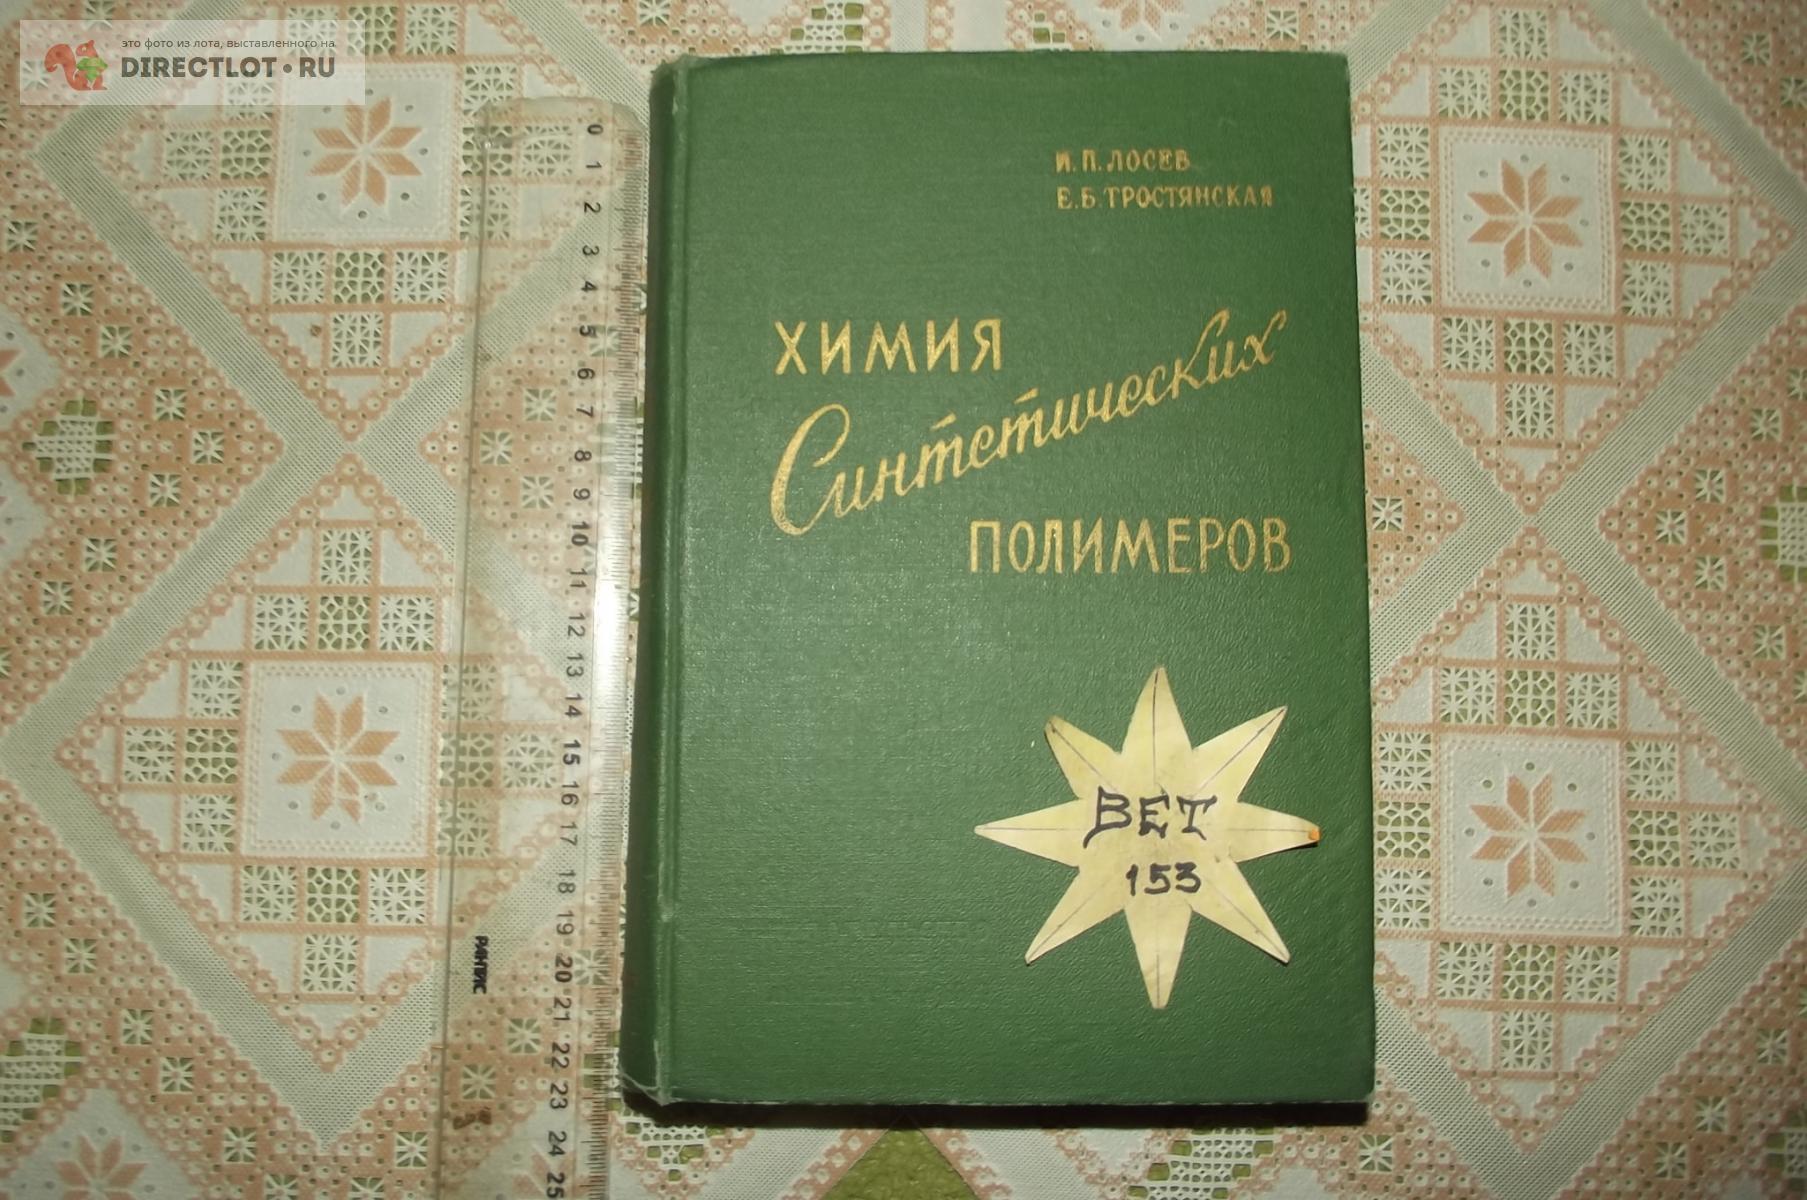 это фото из лота, выставленного на
DIRECTLOT•RU
И.П.ЛОСЕВ
Е.Б.ТРОСТЯНСКАЯ
ХИМИЯ
Синтетических
ПОЛИМЕРОВ
ВЕТ
153
0 1 2 3 4 5 6 7 8 9 10 11 12 13 14 15 16 17 18 19 20 21 22 23 24 25
РАНТИС